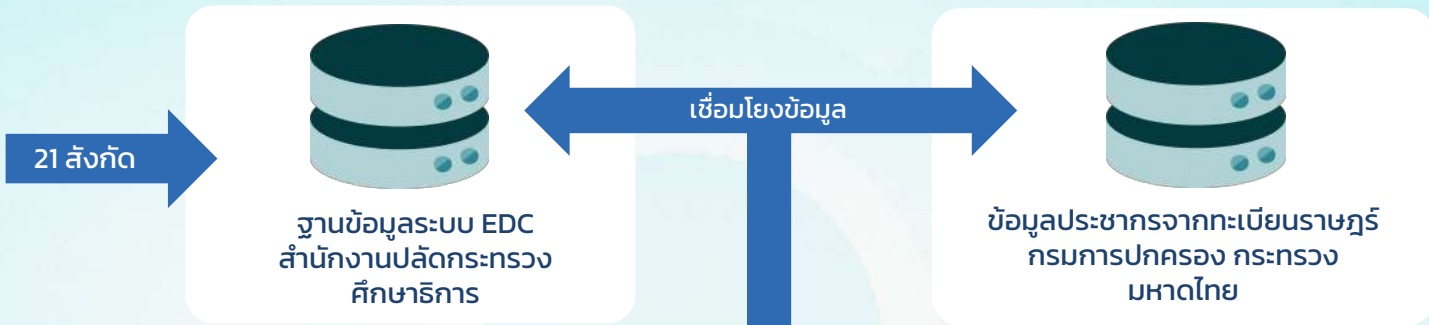 21 สังกัด
เชื่อมโยงข้อมูล
ฐานข้อมูลระบบ EDC
สำนักงานปลัดกระทรวง
ศึกษาธิการ
ข้อมูลประชากรจากทะเบียนราษฎร์
กรมการปกครอง กระทรวง
มหาดไทย